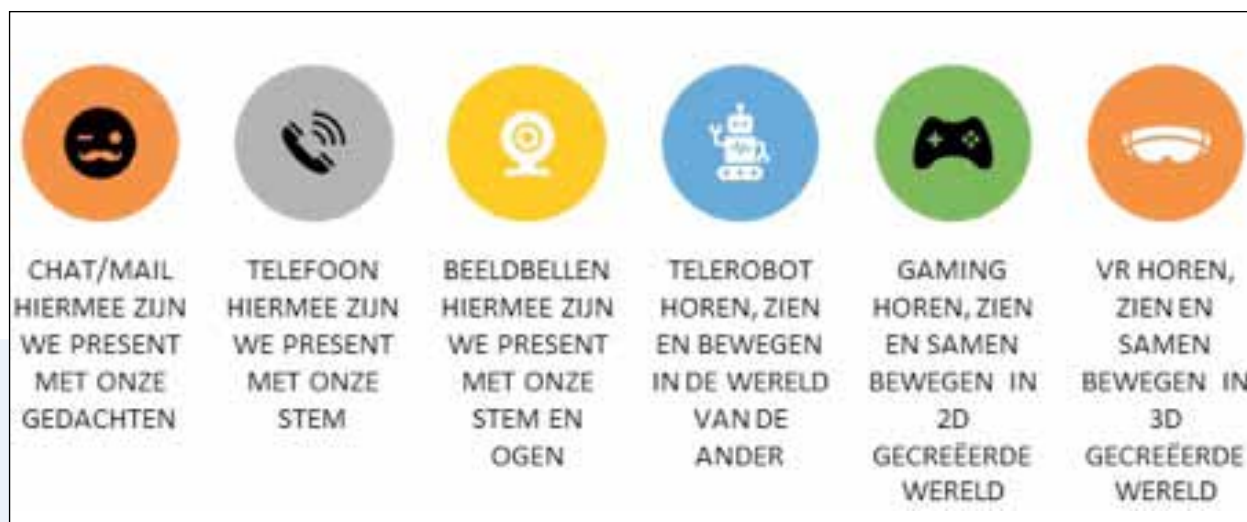 CHAT/MAIL
HIERMEE ZIJN
WE PRESENT
MET ONZE
GEDACHTEN
TELEFOON
HIERMEE ZIJN
WE PRESENT
MET ONZE
STEM
BEELDBELLEN
HIERMEE ZIJN
WE PRESENT
MET ONZE
STEM EN
OGEN
TELEROBOT
HOREN, ZIEN
EN BEWEGEN
IN DE WERELD
VAN DE
ANDER
GAMING
HOREN, ZIEN
EN SAMEN
BEWEGEN IN
2D
GECREËERDE
WERELD
VR HOREN,
ZIEN EN
SAMEN
BEWEGEN IN
3D
GECREËERDE
WERELD